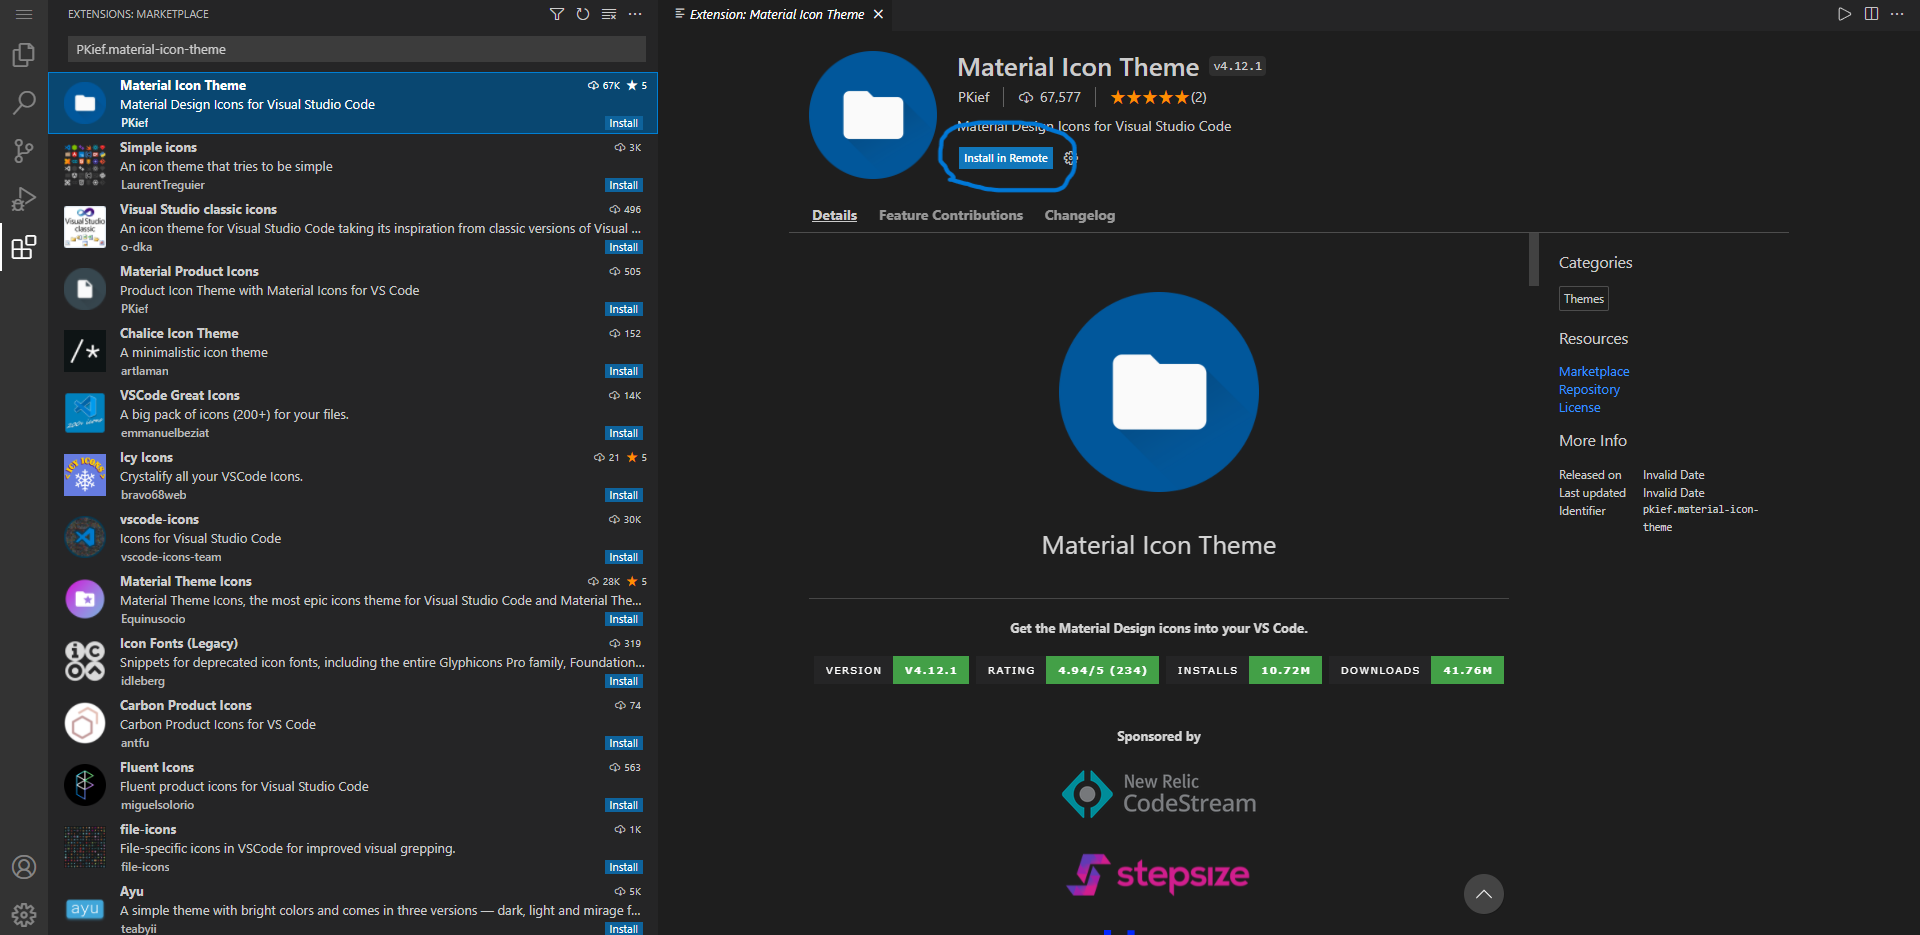 EXTENSIONS: MARKETPLACE
PKief.material-icon-theme
Material Icon Theme 67K 5
Material Design Icons for Visual Studio Code
PKief Install
Simple icons 3K
An icon theme that tries to be simple
LaurentTreguier Install
Visual Studio classic
Visual Studio classic icons 496
An icon theme for Visual Studio Code taking its inspiration from classic versions of Visual ...
o-dka Install
Material Product Icons 505
Product Icon Theme with Material Icons for VS Code
PKief Install
/*
Chalice Icon Theme 152
A minimalistic icon theme
artlaman Install
VSCode Great Icons 14K
A big pack of icons (200+) for your files.
emmanuelbeziat Install
ICY ICONS
Icy Icons 21 5
Crystalify all your VSCode Icons.
bravo68web Install
vscode-icons 30K
Icons for Visual Studio Code
vscode-icons-team Install
Material Theme Icons 28K 5
Material Theme Icons, the most epic icons theme for Visual Studio Code and Material The...
Equinusocio Install
Icon Fonts (Legacy) 319
Snippets for deprecated icon fonts, including the entire Glyphicons Pro family, Foundation...
idleberg Install
Carbon Product Icons 74
Carbon Product Icons for VS Code
antfu Install
Fluent Icons 563
Fluent product icons for Visual Studio Code
miguelsolorio Install
file-icons 1K
File-specific icons in VSCode for improved visual grepping.
file-icons Install
ayu
Ayu 5K
A simple theme with bright colors and comes in three versions — dark, light and mirage f...
teabyii Install
Extension: Material Icon Theme
Material Icon Theme v4.12.1
PKief 67,577 (2)
Material Design Icons for Visual Studio Code
Install in Remote
Details Feature Contributions Changelog
Material Icon Theme
Get the Material Design icons into your VS Code.
VERSION V4.12.1 RATING 4.94/5 (234) INSTALLS 10.72M DOWNLOADS 41.76M
Sponsored by
New Relic
CodeStream
stepsize
Categories
Themes
Resources
Marketplace
Repository
License
More Info
Released on Invalid Date
Last updated Invalid Date
Identifier pkief.material-icon-
theme